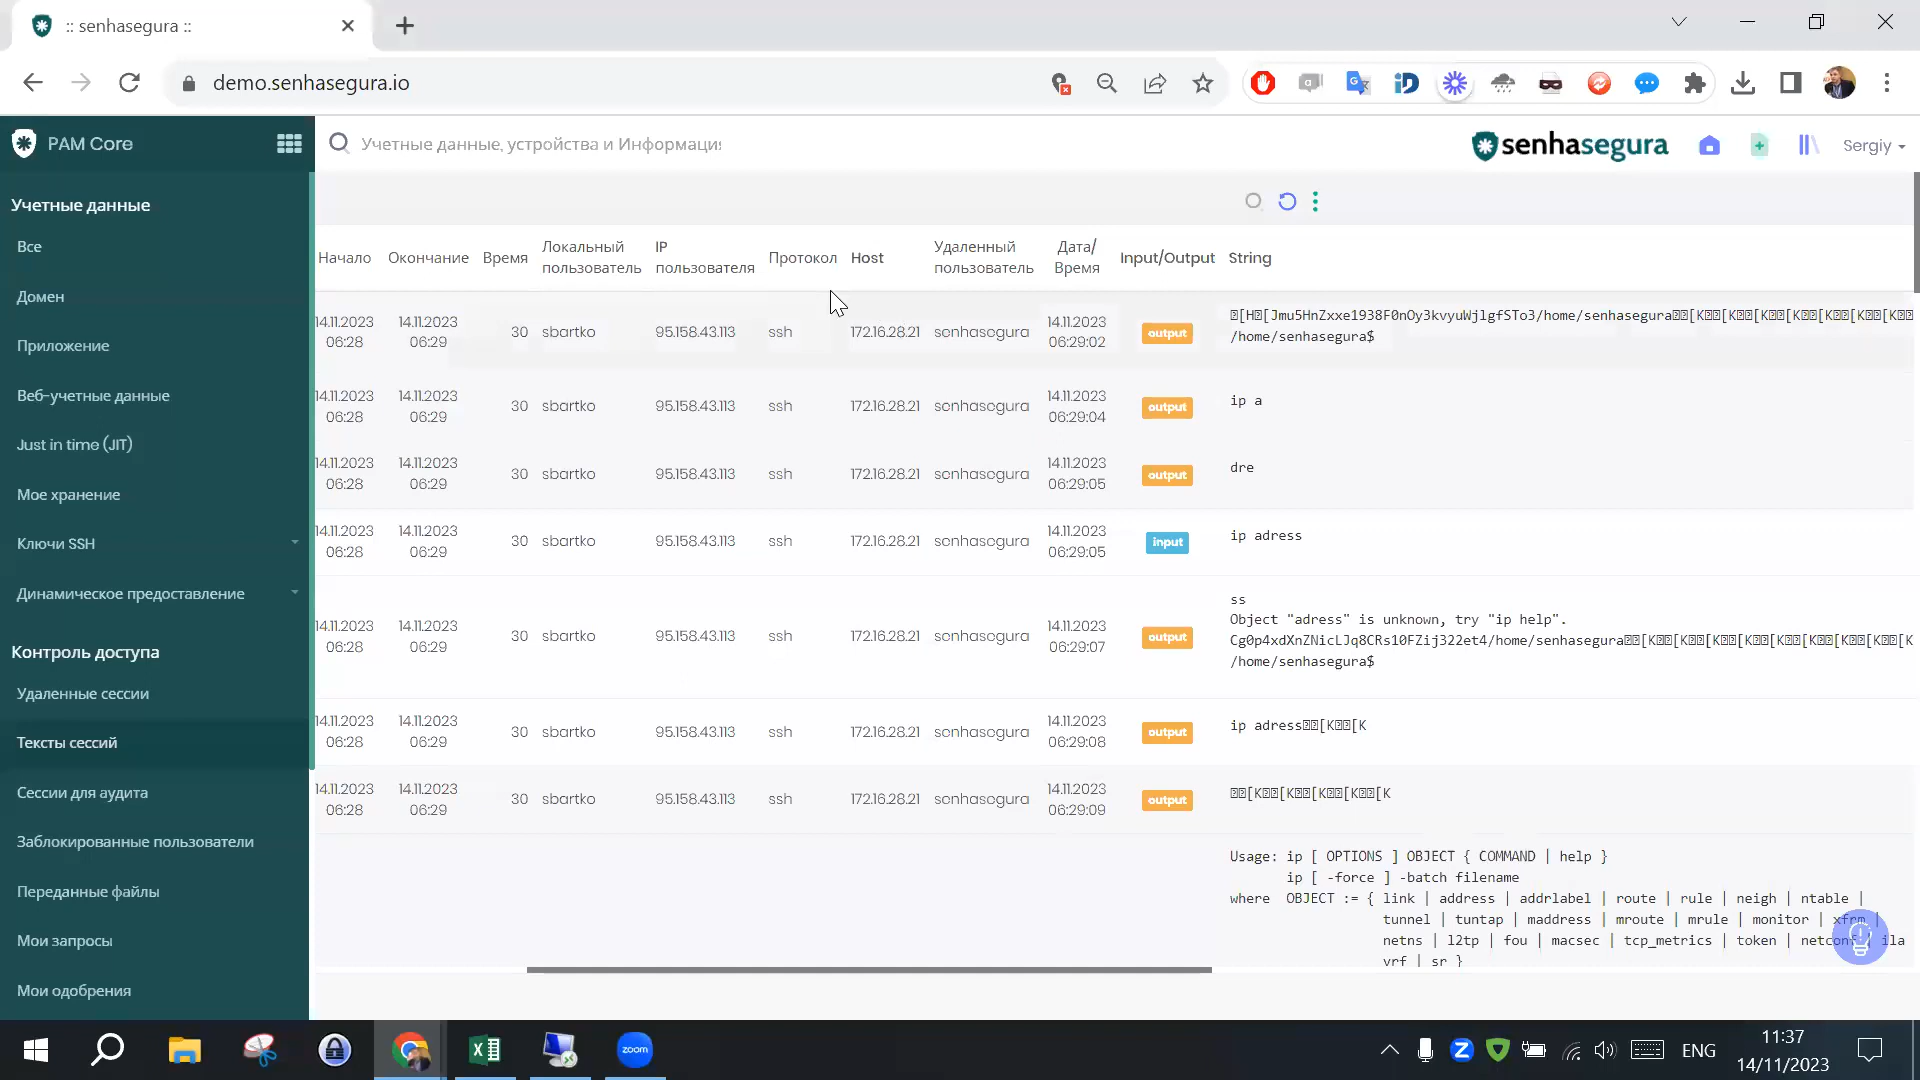 :: senhasegura ::
demo.senhasegura.io
PAM Core
Учетные данные, устройства и Информация
senhasegura
Sergiy
Учетные данные
Все
Домен
Приложение
Веб-учетные данные
Just in time (JIT)
Мое хранение
Ключи SSH
Динамическое предоставление
Контроль доступа
Удаленные сессии
Тексты сессий
Сессии для аудита
Заблокированные пользователи
Переданные файлы
Мои запросы
Мои одобрения
Начало Окончание Время Локальный пользователь IP пользователя Протокол Host Удаленный пользователь Дата/Время Input/Output String
14.11.2023 06:28 14.11.2023 06:29 30 sbartko 95.158.43.113 ssh 172.16.28.21 senhasegura 14.11.2023 06:29:02 output
/home/senhasegura$
14.11.2023 06:28 14.11.2023 06:29 30 sbartko 95.158.43.113 ssh 172.16.28.21 senhasegura 14.11.2023 06:29:04 output ip a
14.11.2023 06:28 14.11.2023 06:29 30 sbartko 95.158.43.113 ssh 172.16.28.21 senhasegura 14.11.2023 06:29:05 output dre
14.11.2023 06:28 14.11.2023 06:29 30 sbartko 95.158.43.113 ssh 172.16.28.21 senhasegura 14.11.2023 06:29:05 input ip adress
14.11.2023 06:28 14.11.2023 06:29 30 sbartko 95.158.43.113 ssh 172.16.28.21 senhasegura 14.11.2023 06:29:07 output ss
Object "adress" is unknown, try "ip help".
/home/senhasegura$
14.11.2023 06:28 14.11.2023 06:29 30 sbartko 95.158.43.113 ssh 172.16.28.21 senhasegura 14.11.2023 06:29:08 output ip adress[K[K
14.11.2023 06:28 14.11.2023 06:29 30 sbartko 95.158.43.113 ssh 172.16.28.21 senhasegura 14.11.2023 06:29:09 output [K[K[K[K[K
Usage: ip [ OPTIONS ] OBJECT { COMMAND | help }
ip [ -force ] -batch filename
where OBJECT := { link | address | addrlabel | route | rule | neigh | ntable |
tunnel | tuntap | maddress | mroute | mrule | monitor | xfrm |
netns | l2tp | fou | macsec | tcp_metrics | token | netconf | ila
vrf | sr }
zoom
ENG
11:37
14/11/2023